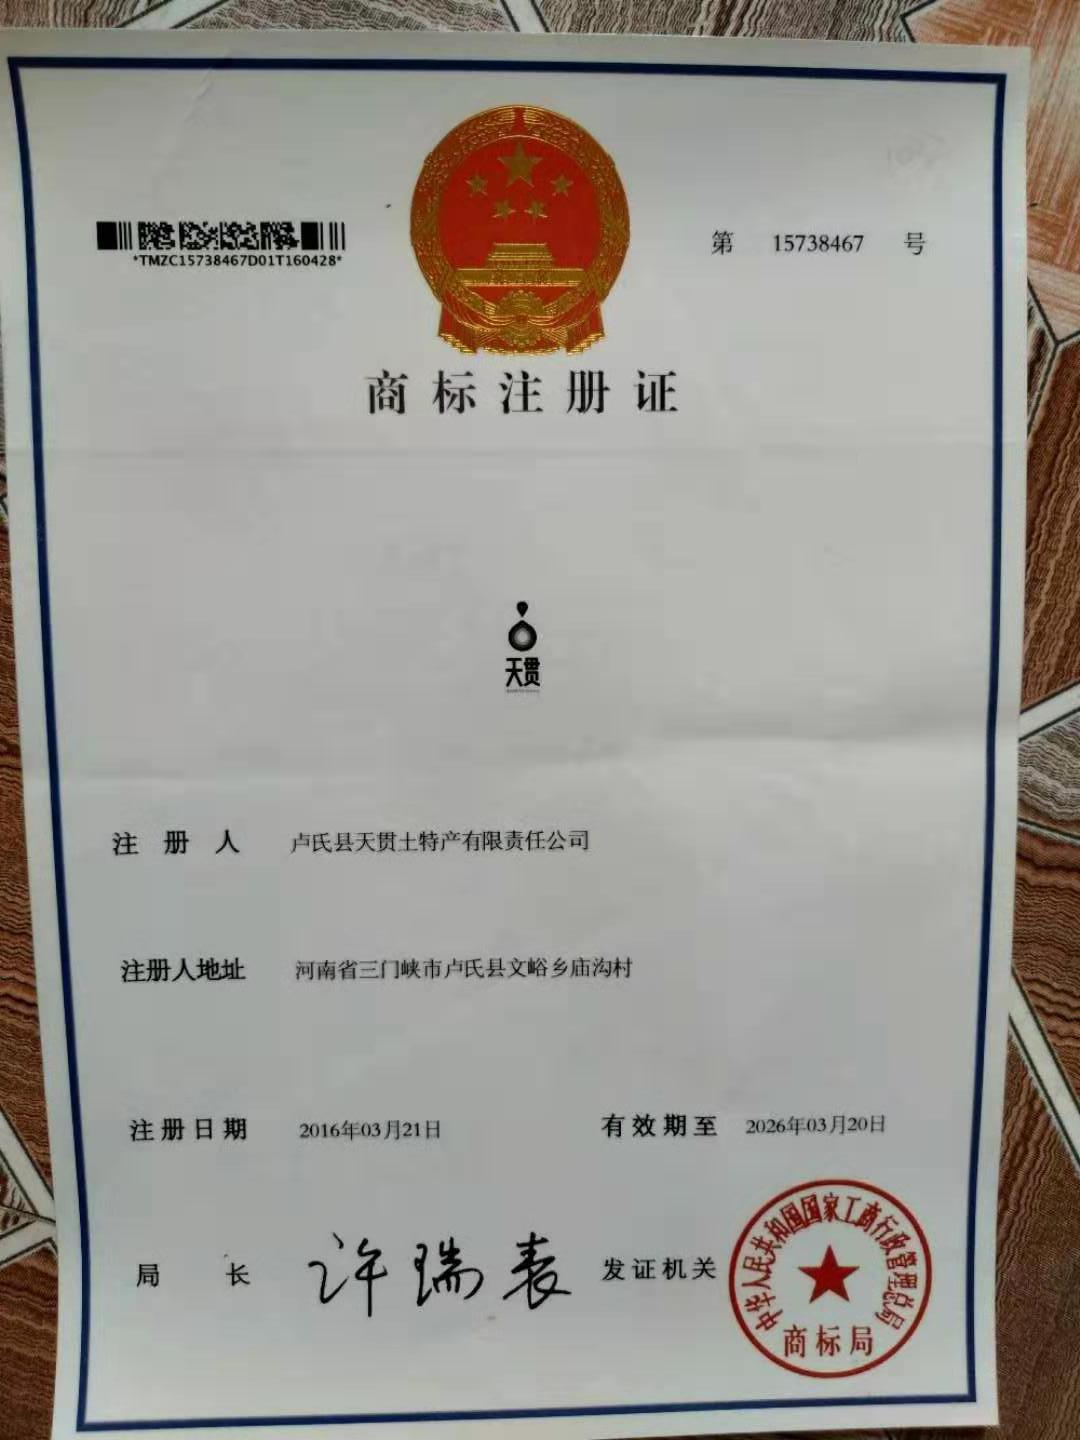 *TMZC15738467D01T160428*
第 15738467 号
商标注册证
天贯
注册人 卢氏县天贯土特产有限责任公司
注册人地址 河南省三门峡市卢氏县文峪乡庙沟村
注册日期 2016年03月21日 有效期至 2026年03月20日
局长 许瑞表 发证机关
中华人民共和国国家工商行政管理总局
商标局